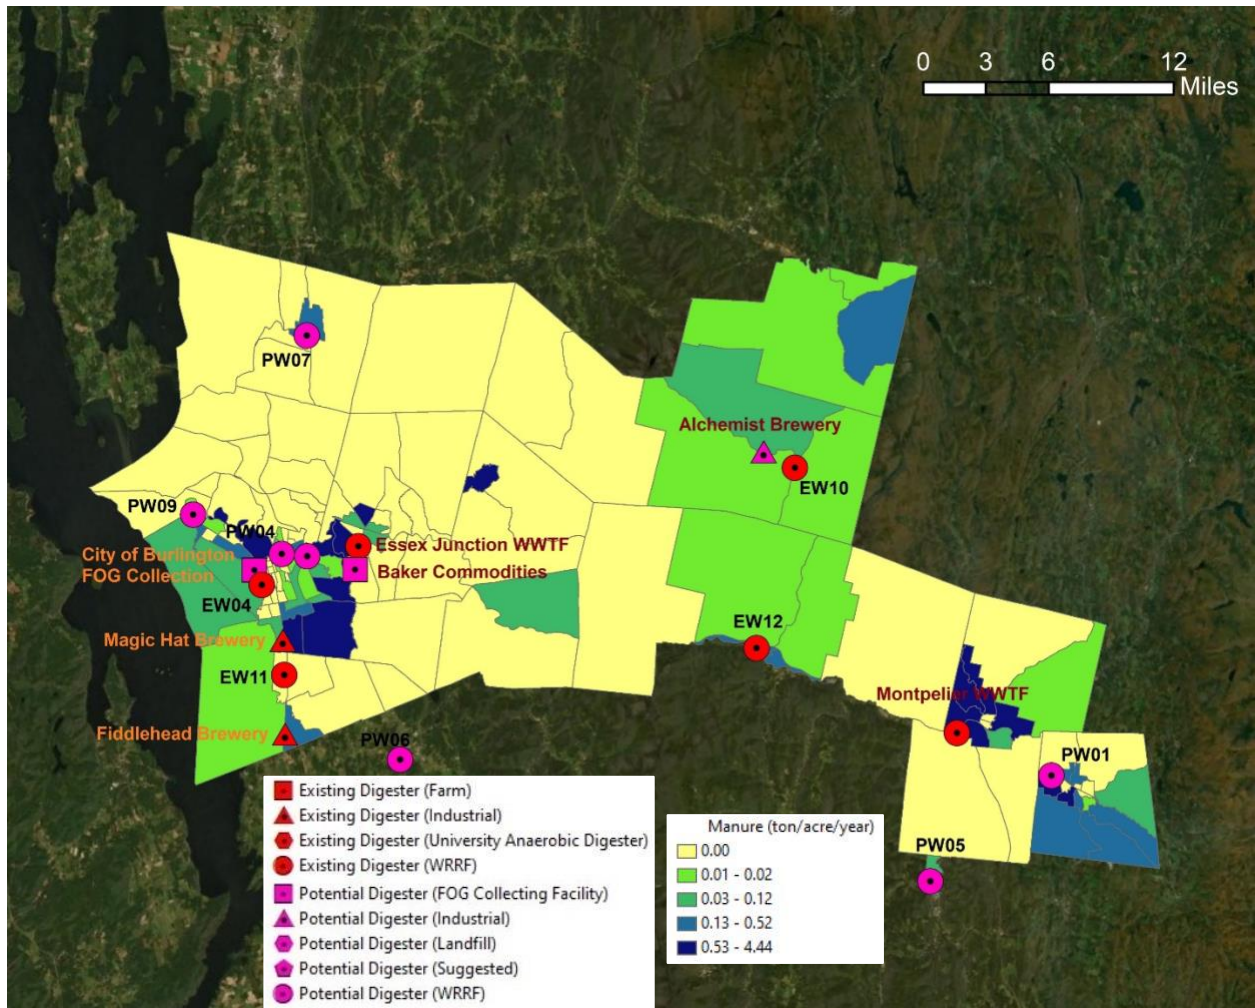 0 3 6 12
Miles
PW07
Alchemist Brewery
EW10
PW09
PW04
City of Burlington
FOG Collection
Essex Junction WWTF
Baker Commodities
EW04
Magic Hat Brewery
EW11
EW12
Montpelier WWTF
Fiddlehead Brewery
PW06
PW01
PW05
Existing Digester (Farm)
Existing Digester (Industrial)
Existing Digester (University Anaerobic Digester)
Existing Digester (WRRF)
Potential Digester (FOG Collecting Facility)
Potential Digester (Industrial)
Potential Digester (Landfill)
Potential Digester (Suggested)
Potential Digester (WRRF)
Manure (ton/acre/year)
0.00
0.01 - 0.02
0.03 - 0.12
0.13 - 0.52
0.53 - 4.44